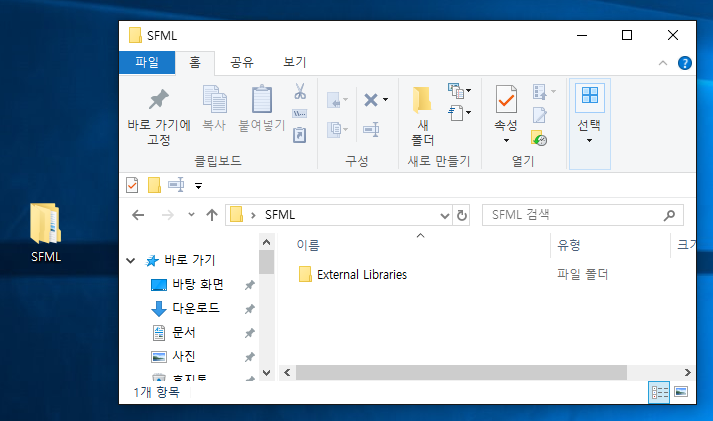 SFML
파일
홈
공유
보기
바로 가기에
고정
복사
붙여넣기
새
폴더
속성
선택
클립보드
구성
새로 만들기
열기
SFML
SFML 검색
이름
유형
크기
바로 가기
바탕 화면
다운로드
문서
사진
휴지통
External Libraries
파일 폴더
1개 항목
SFML